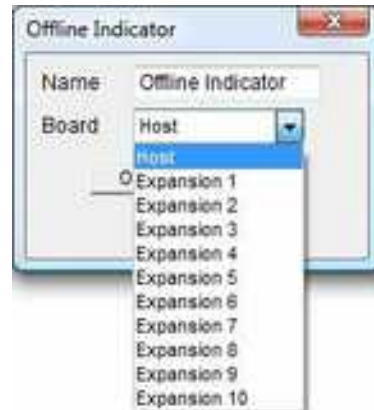 Offline Indicator
Name Offline Indicator
Board Host
Host
O
Expansion 1
Expansion 2
Expansion 3
Expansion 4
Expansion 5
Expansion 6
Expansion 7
Expansion 8
Expansion 9
Expansion 10